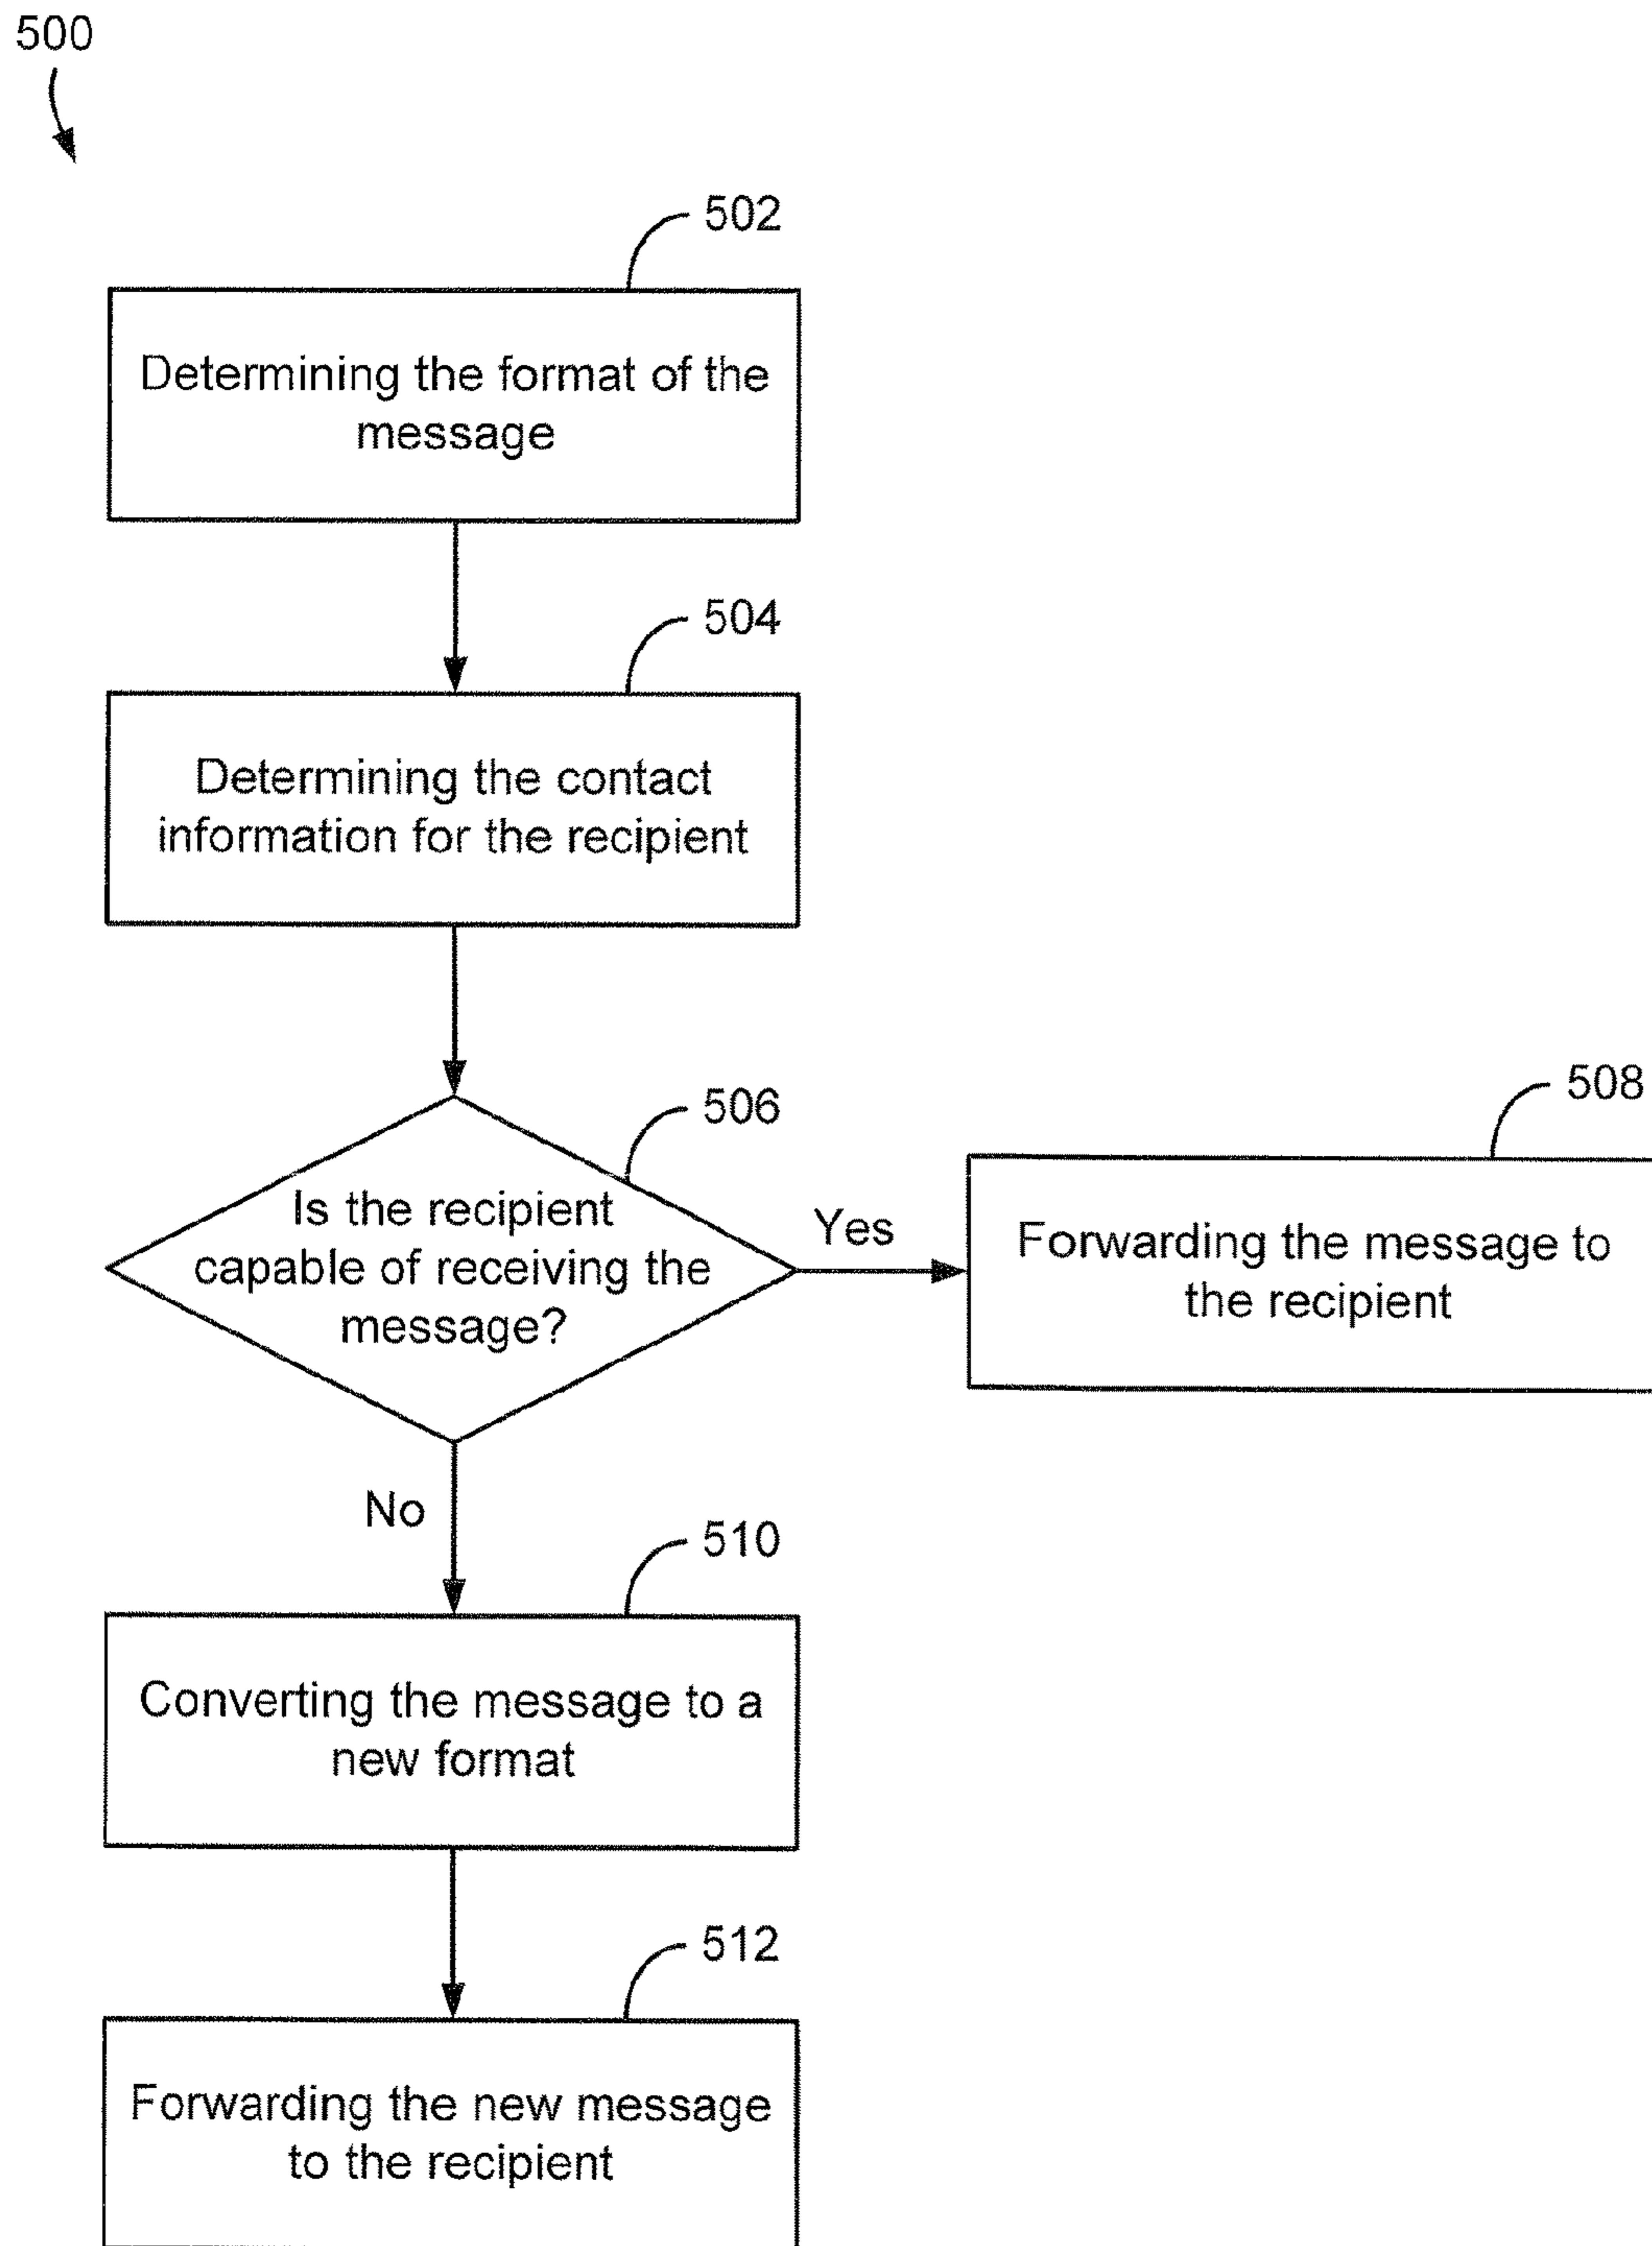 500
502
Determining the format of the
message
504
Determining the contact
information for the recipient
506
Is the recipient
capable of receiving the
message?
Yes
508
Forwarding the message to
the recipient
No
510
Converting the message to a
new format
512
Forwarding the new message
to the recipient